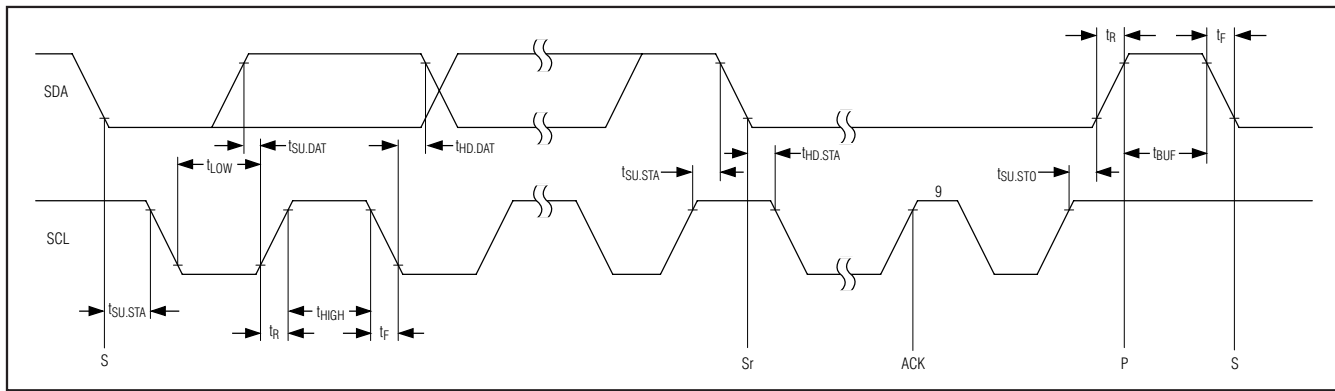 tR
tF
SDA
tSU.DAT
tHD.DAT
tLOW
tHD.STA
tSU.STA
tBUF
tSU.STO
9
SCL
tSU.STA
tHIGH
tR
tF
S
Sr
ACK
P
S